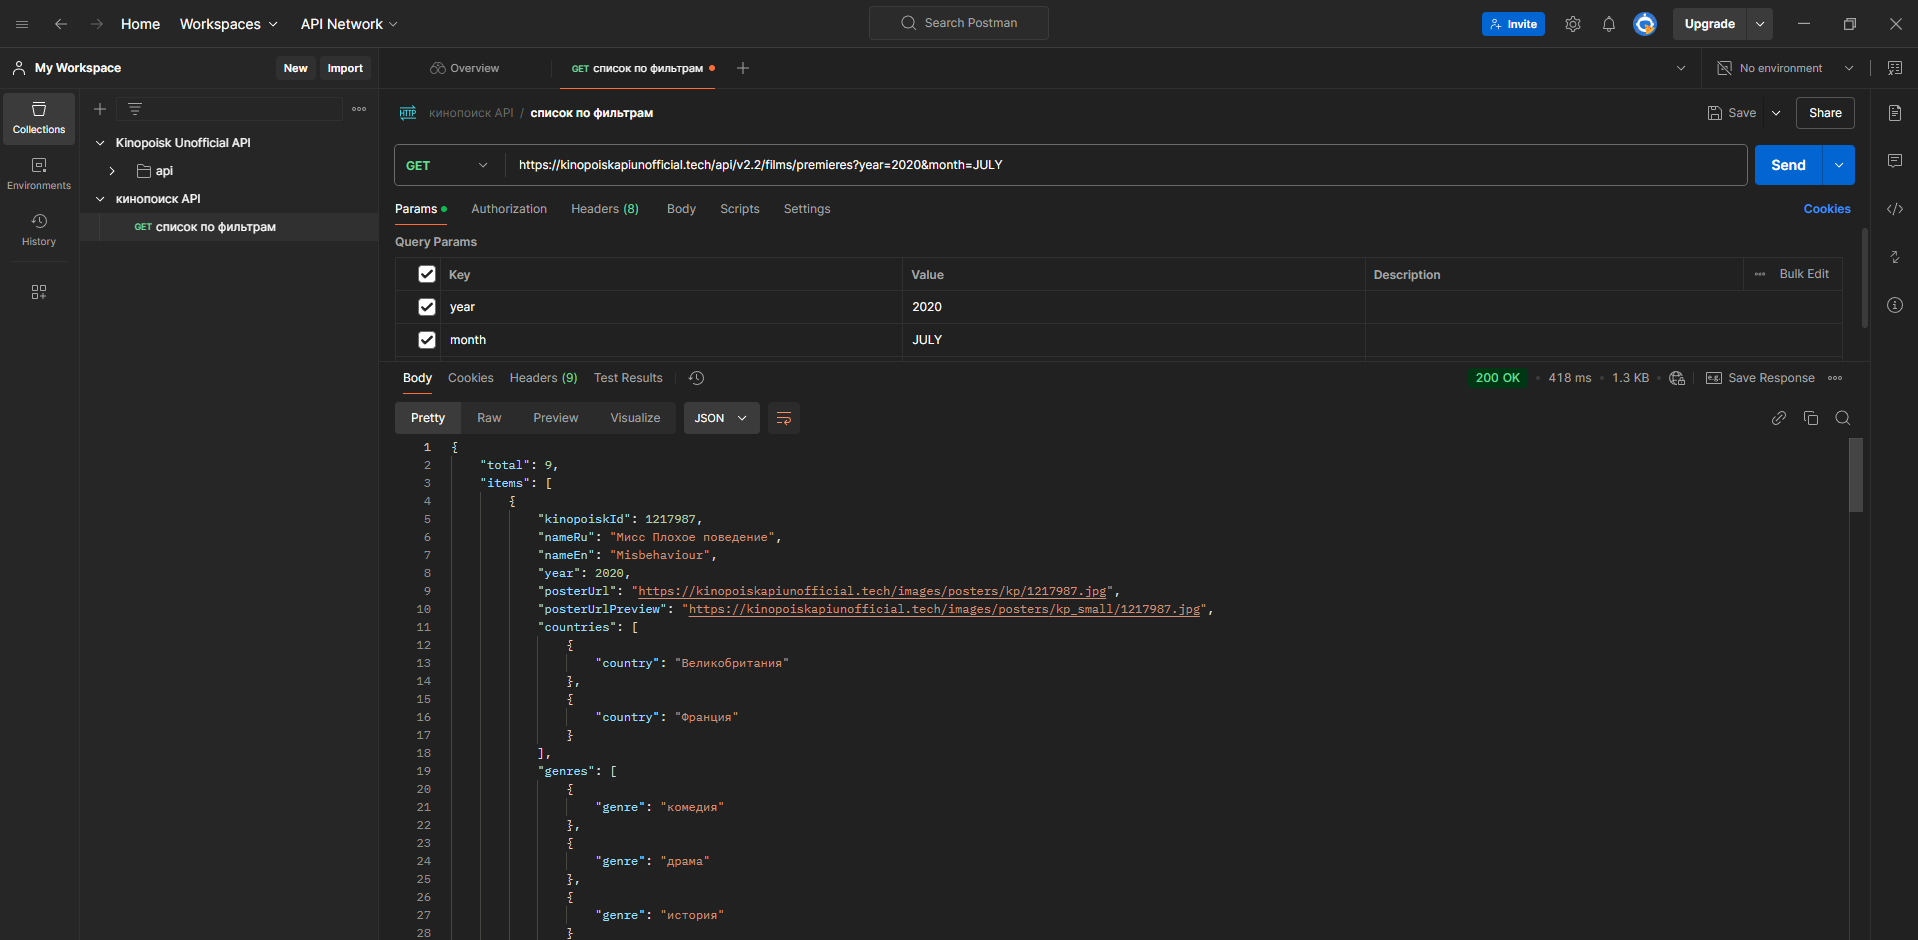 Home Workspaces API Network Search Postman Invite Upgrade
My Workspace New Import Overview GET список по фильтрам No environment
Collections
Environments
History
Kinopoisk Unofficial API
api
кинопоиск API
GET список по фильтрам
HTTP кинопоиск API / список по фильтрам Save Share
GET https://kinopoiskapiunofficial.tech/api/v2.2/films/premieres?year=2020&month=JULY Send
Params Authorization Headers (8) Body Scripts Settings Cookies
Query Params
Key Value Description Bulk Edit
year 2020
month JULY
Body Cookies Headers (9) Test Results 200 OK • 418 ms • 1.3 KB • e.g. Save Response
Pretty Raw Preview Visualize JSON
1 {
2 "total": 9,
3 "items": [
4 {
5 "kinopoiskId": 1217987,
6 "nameRu": "Мисс Плохое поведение",
7 "nameEn": "Misbehaviour",
8 "year": 2020,
9 "posterUrl": "https://kinopoiskapiunofficial.tech/images/posters/kp/1217987.jpg",
10 "posterUrlPreview": "https://kinopoiskapiunofficial.tech/images/posters/kp_small/1217987.jpg",
11 "countries": [
12 {
13 "country": "Великобритания"
14 },
15 {
16 "country": "Франция"
17 }
18 ],
19 "genres": [
20 {
21 "genre": "комедия"
22 },
23 {
24 "genre": "драма"
25 },
26 {
27 "genre": "история"
28 }